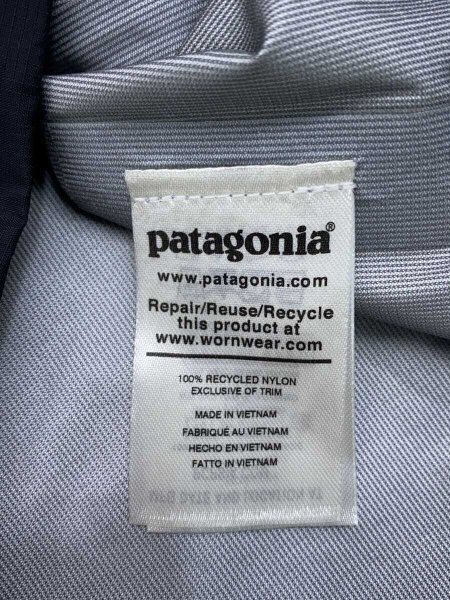 patagonia®
www.patagonia.com
Repair/Reuse/Recycle
this product at
www.wornwear.com
100% RECYCLED NYLON
EXCLUSIVE OF TRIM
MADE IN VIETNAM
FABRIQUÉ AU VIETNAM
HECHO EN VIETNAM
FATTO IN VIETNAM